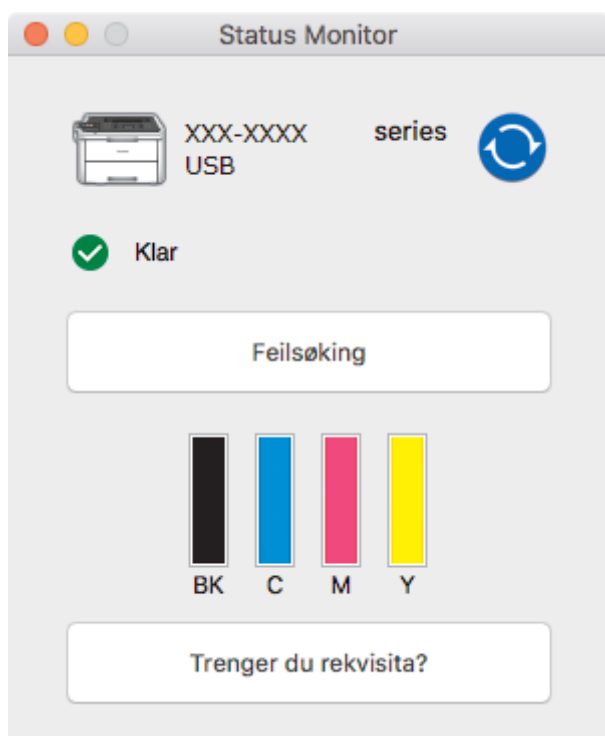 Status Monitor
XXX-XXXX series
USB
Klar
Feilsøking
BK C M Y
Trenger du rekvisita?